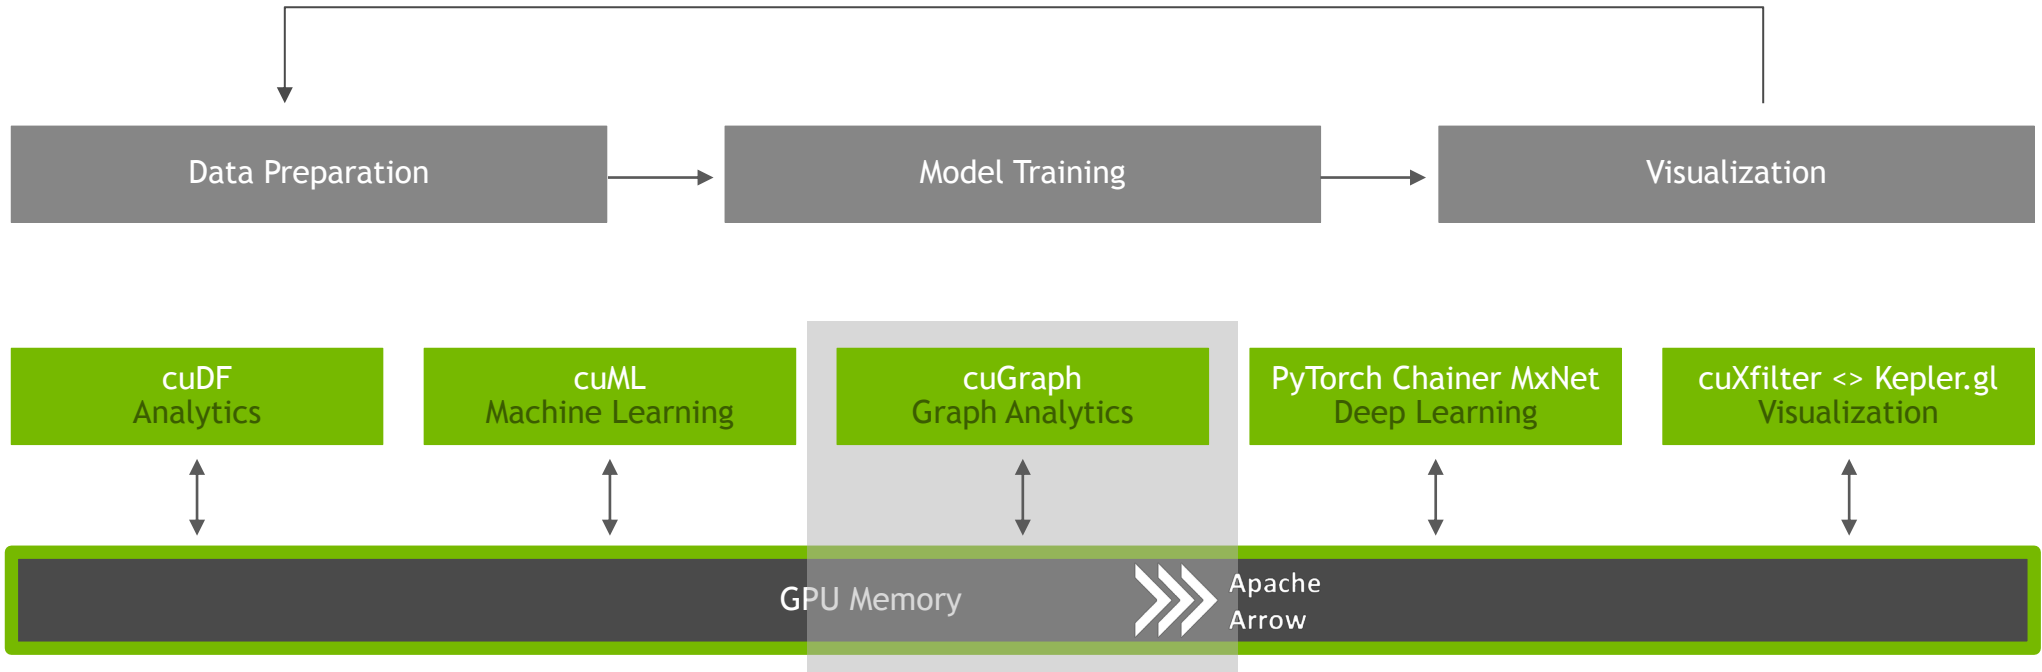 Data Preparation
Model Training
Visualization
cuDF
Analytics
cuML
Machine Learning
cuGraph
Graph Analytics
PyTorch Chainer MxNet
Deep Learning
cuXfilter <> Kepler.gl
Visualization
GPU Memory
Apache
Arrow